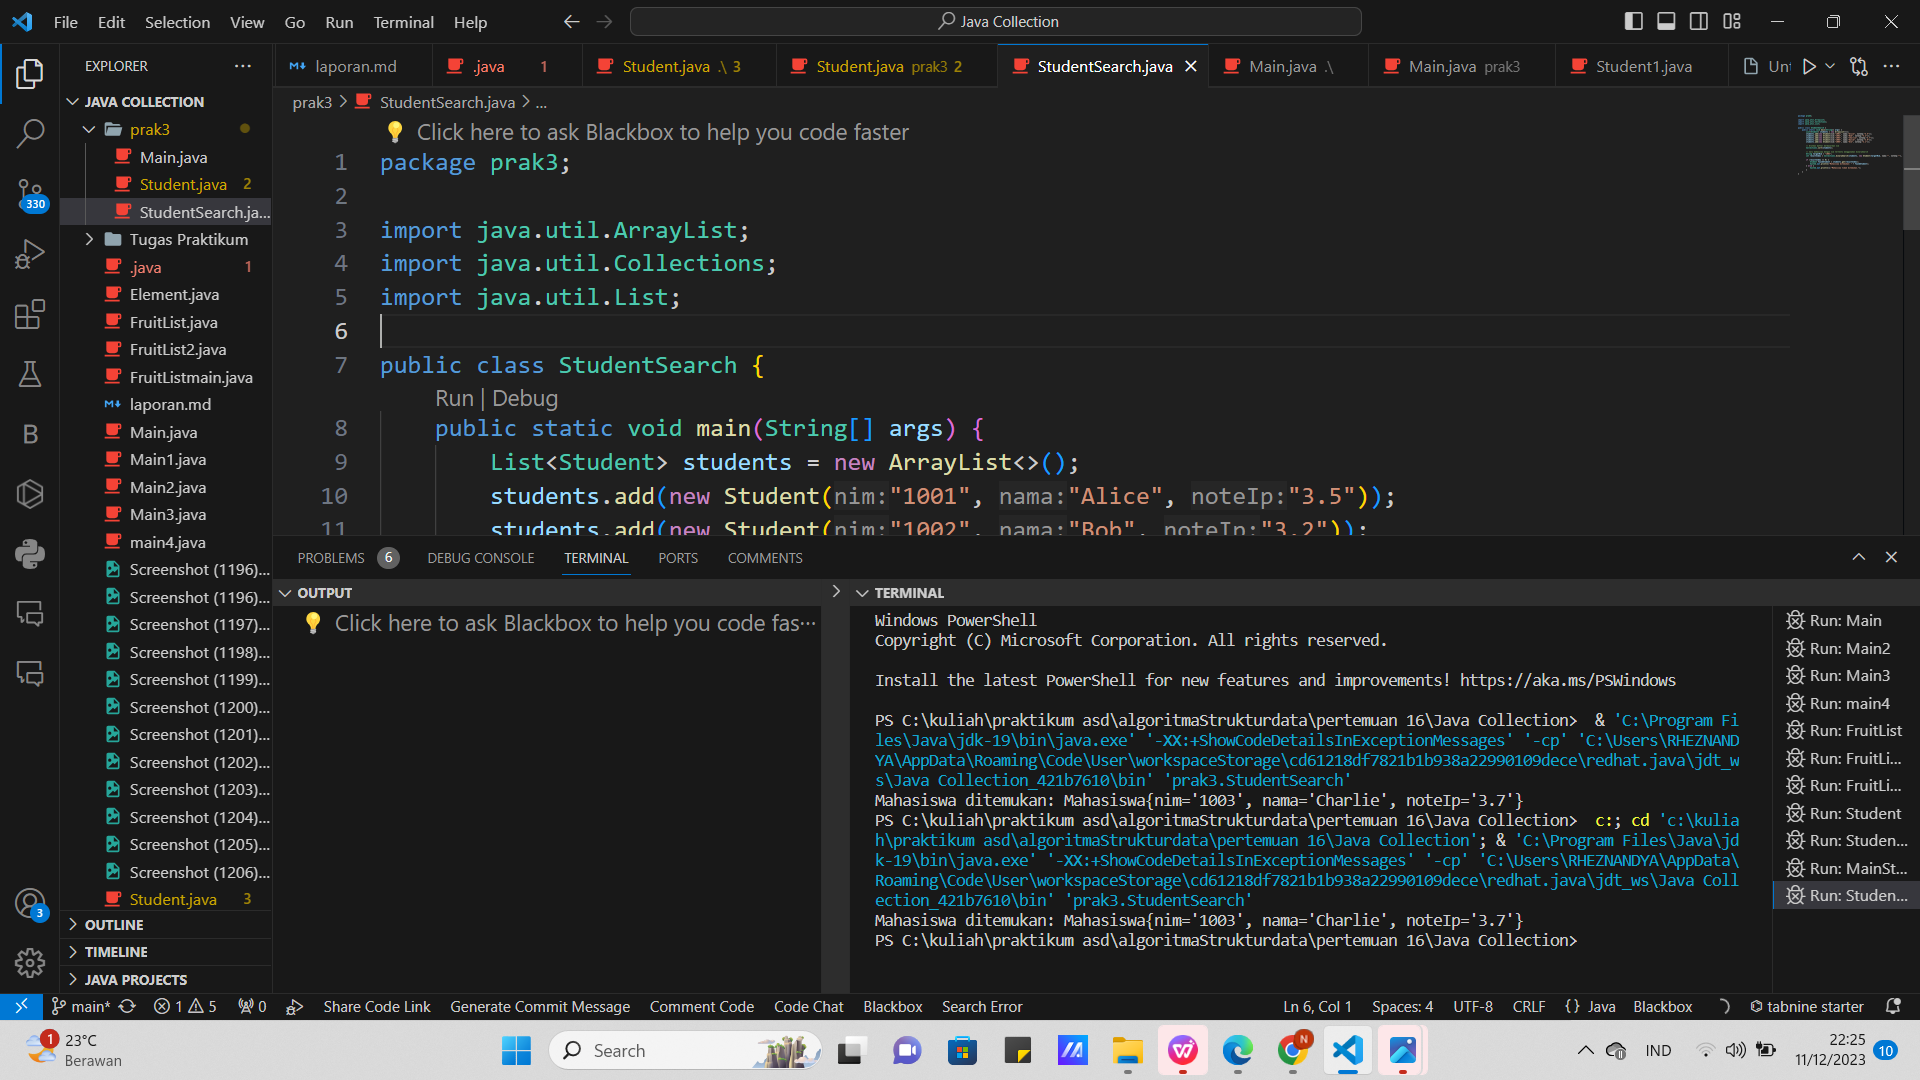 File Edit Selection View Go Run Terminal Help
Java Collection
EXPLORER
JAVA COLLECTION
prak3
Main.java
Student.java 2
StudentSearch.ja...
Tugas Praktikum
.java 1
Element.java
FruitList.java
FruitList2.java
FruitListmain.java
laporan.md
Main.java
Main1.java
Main2.java
Main3.java
main4.java
Screenshot (1196)...
Screenshot (1196)...
Screenshot (1197)...
Screenshot (1198)...
Screenshot (1199)...
Screenshot (1200)...
Screenshot (1201)...
Screenshot (1202)...
Screenshot (1203)...
Screenshot (1204)...
Screenshot (1205)...
Screenshot (1206)...
Student.java 3
OUTLINE
TIMELINE
JAVA PROJECTS
330
B
3
laporan.md .java 1 Student.java .\ 3 Student.java prak3 2 StudentSearch.java Main.java .\ Main.java prak3 Student1.java Unt
prak3 > StudentSearch.java > ...
Click here to ask Blackbox to help you code faster
1 package prak3;
2
3 import java.util.ArrayList;
4 import java.util.Collections;
5 import java.util.List;
6
7 public class StudentSearch {
Run | Debug
8 public static void main(String[] args) {
9 List<Student> students = new ArrayList<>();
10 students.add(new Student(nim:"1001", nama:"Alice", noteIp:"3.5"));
11 students.add(new Student(nim:"1002", nama:"Bob", noteIp:"3.2"));
PROBLEMS 6 DEBUG CONSOLE TERMINAL PORTS COMMENTS
OUTPUT
Click here to ask Blackbox to help you code fas···
TERMINAL
Windows PowerShell
Copyright (C) Microsoft Corporation. All rights reserved.
Install the latest PowerShell for new features and improvements! https://aka.ms/PSWindows
PS C:\kuliah\praktikum asd\algoritmaStrukturdata\pertemuan 16\Java Collection>  & 'C:\Program Fi
les\Java\jdk-19\bin\java.exe' '-XX:+ShowCodeDetailsInExceptionMessages' '-cp' 'C:\Users\RHEZNAND
YA\AppData\Roaming\Code\User\workspaceStorage\cd61218df7821b1b938a22990109dece\redhat.java\jdt_w
s\Java Collection_421b7610\bin' 'prak3.StudentSearch'
Mahasiswa ditemukan: Mahasiswa{nim='1003', nama='Charlie', noteIp='3.7'}
PS C:\kuliah\praktikum asd\algoritmaStrukturdata\pertemuan 16\Java Collection>  c:; cd 'c:\kulia
h\praktikum asd\algoritmaStrukturdata\pertemuan 16\Java Collection'; & 'C:\Program Files\Java\jd
k-19\bin\java.exe' '-XX:+ShowCodeDetailsInExceptionMessages' '-cp' 'C:\Users\RHEZNANDYA\AppData\
Roaming\Code\User\workspaceStorage\cd61218df7821b1b938a22990109dece\redhat.java\jdt_ws\Java Coll
ection_421b7610\bin' 'prak3.StudentSearch'
Mahasiswa ditemukan: Mahasiswa{nim='1003', nama='Charlie', noteIp='3.7'}
PS C:\kuliah\praktikum asd\algoritmaStrukturdata\pertemuan 16\Java Collection>
Run: Main
Run: Main2
Run: Main3
Run: main4
Run: FruitList
Run: FruitLi...
Run: FruitLi...
Run: Student
Run: Studen...
Run: MainSt...
Run: Studen...
main* 1 5 0 Share Code Link Generate Commit Message Comment Code Code Chat Blackbox Search Error Ln 6, Col 1 Spaces: 4 UTF-8 CRLF {} Java Blackbox tabnine starter
1 23°C
Berawan
Search
N
IND
22:25
11/12/2023 10